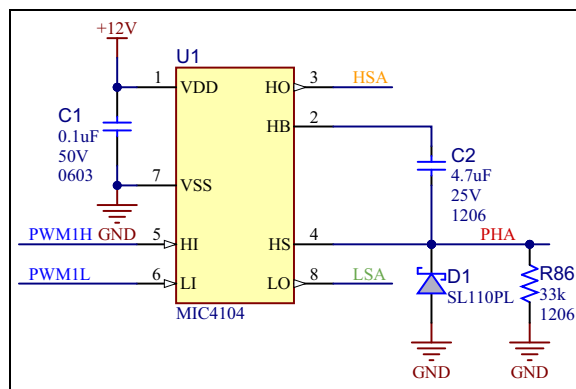 +12V
U1
1
VDD
HO
3
HSA
HB
2
C1
0.1uF
50V
0603
C2
4.7uF
25V
1206
7
VSS
GND
PWM1H
5
HI
HS
4
PHA
PWM1L
6
LI
LO
8
LSA
MIC4104
D1
SL110PL
R86
33k
1206
GND
GND